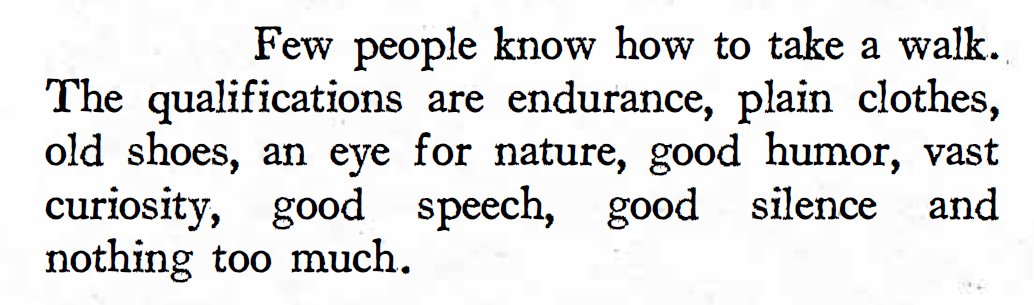 Few people know how to take a walk.
The qualifications are endurance, plain clothes,
old shoes, an eye for nature, good humor, vast
curiosity, good speech, good silence and
nothing too much.